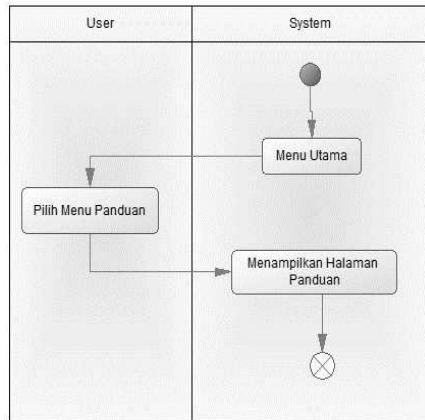 User
System
Menu Utama
Pilih Menu Panduan
Menampilkan Halaman
Panduan